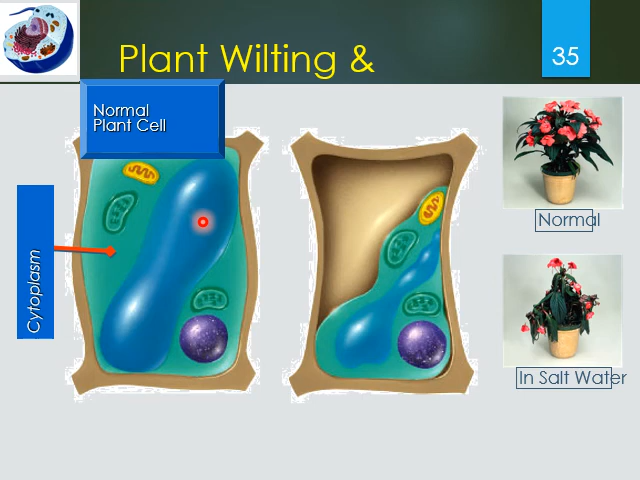 Plant Wilting &
35
Normal
Plant Cell
Cytoplasm
Normal
In Salt Water